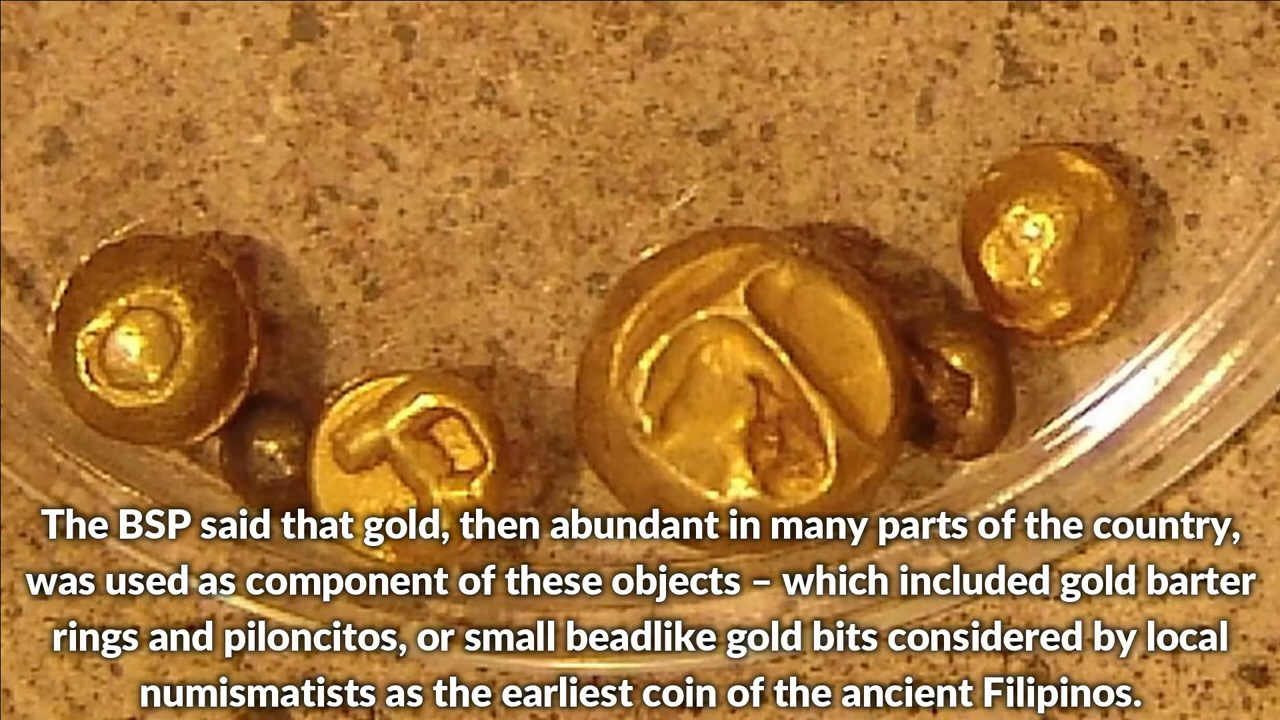 The BSP said that gold, then abundant in many parts of the country,
was used as component of these objects – which included gold barter
rings and piloncitos, or small beadlike gold bits considered by local
numismatists as the earliest coin of the ancient Filipinos.